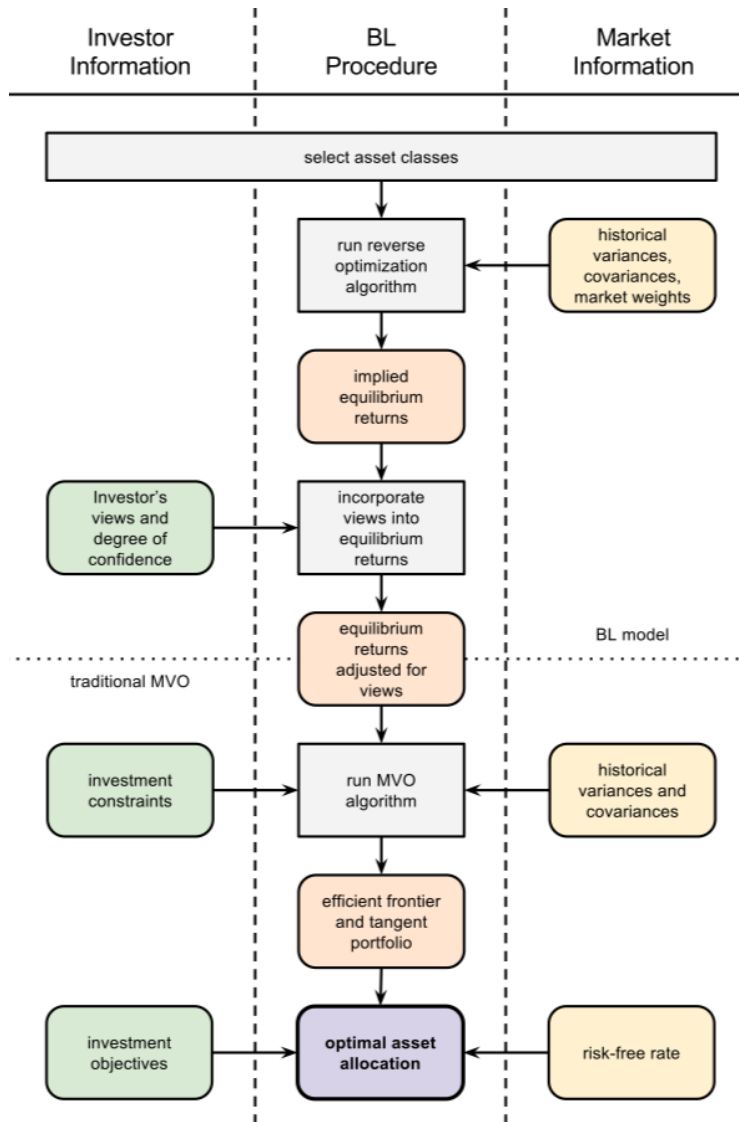 Investor
Information
BL
Procedure
Market
Information
select asset classes
run reverse
optimization
algorithm
historical
variances,
covariances,
market weights
implied
equilibrium
returns
Investor's
views and
degree of
confidence
incorporate
views into
equilibrium
returns
equilibrium
returns
adjusted for
views
BL model
traditional MVO
investment
constraints
run MVO
algorithm
historical
variances and
covariances
efficient frontier
and tangent
portfolio
investment
objectives
optimal asset
allocation
risk-free rate